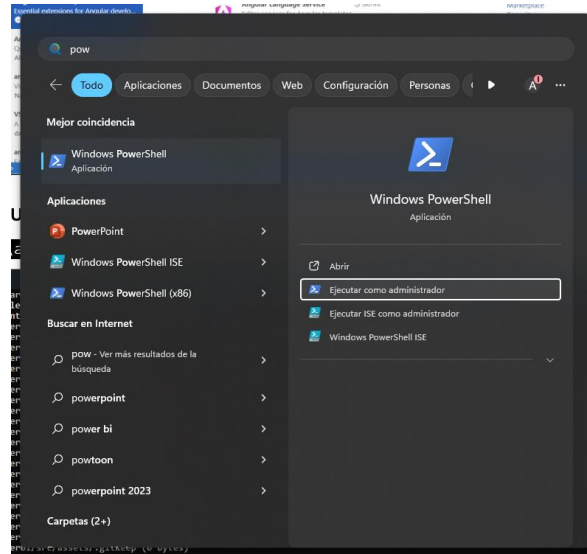 Essential extensions for Angular develo...
Angular Language Service
Marketplace
pow
Todo
Aplicaciones
Documentos
Web
Configuración
Personas
A
Mejor coincidencia
Windows PowerShell
Aplicación
Aplicaciones
PowerPoint
Windows PowerShell ISE
Windows PowerShell (x86)
Buscar en Internet
pow - Ver más resultados de la
búsqueda
powerpoint
power bi
powtoon
powerpoint 2023
Carpetas (2+)
Windows PowerShell
Aplicación
Abrir
Ejecutar como administrador
Ejecutar ISE como administrador
Windows PowerShell ISE